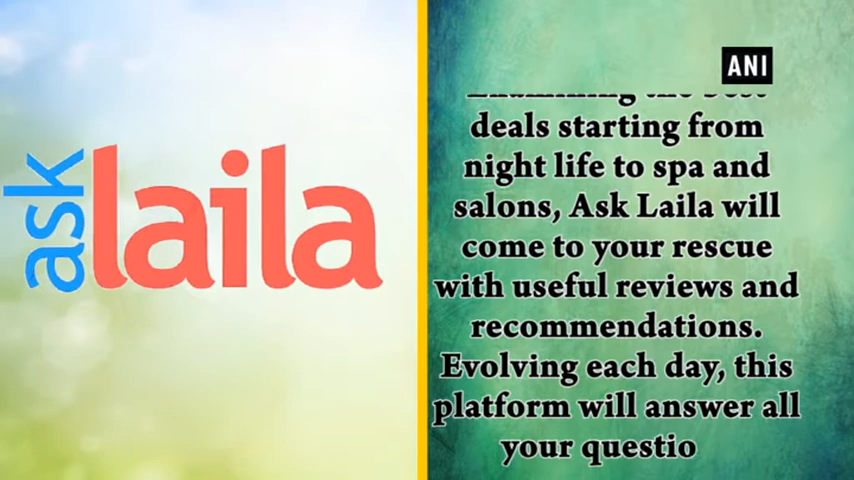 ask
laila
ANI
deals starting from
night life to spa and
salons, Ask Laila will
come to your rescue
with useful reviews and
recommendations.
Evolving each day, this
platform will answer all
your questio